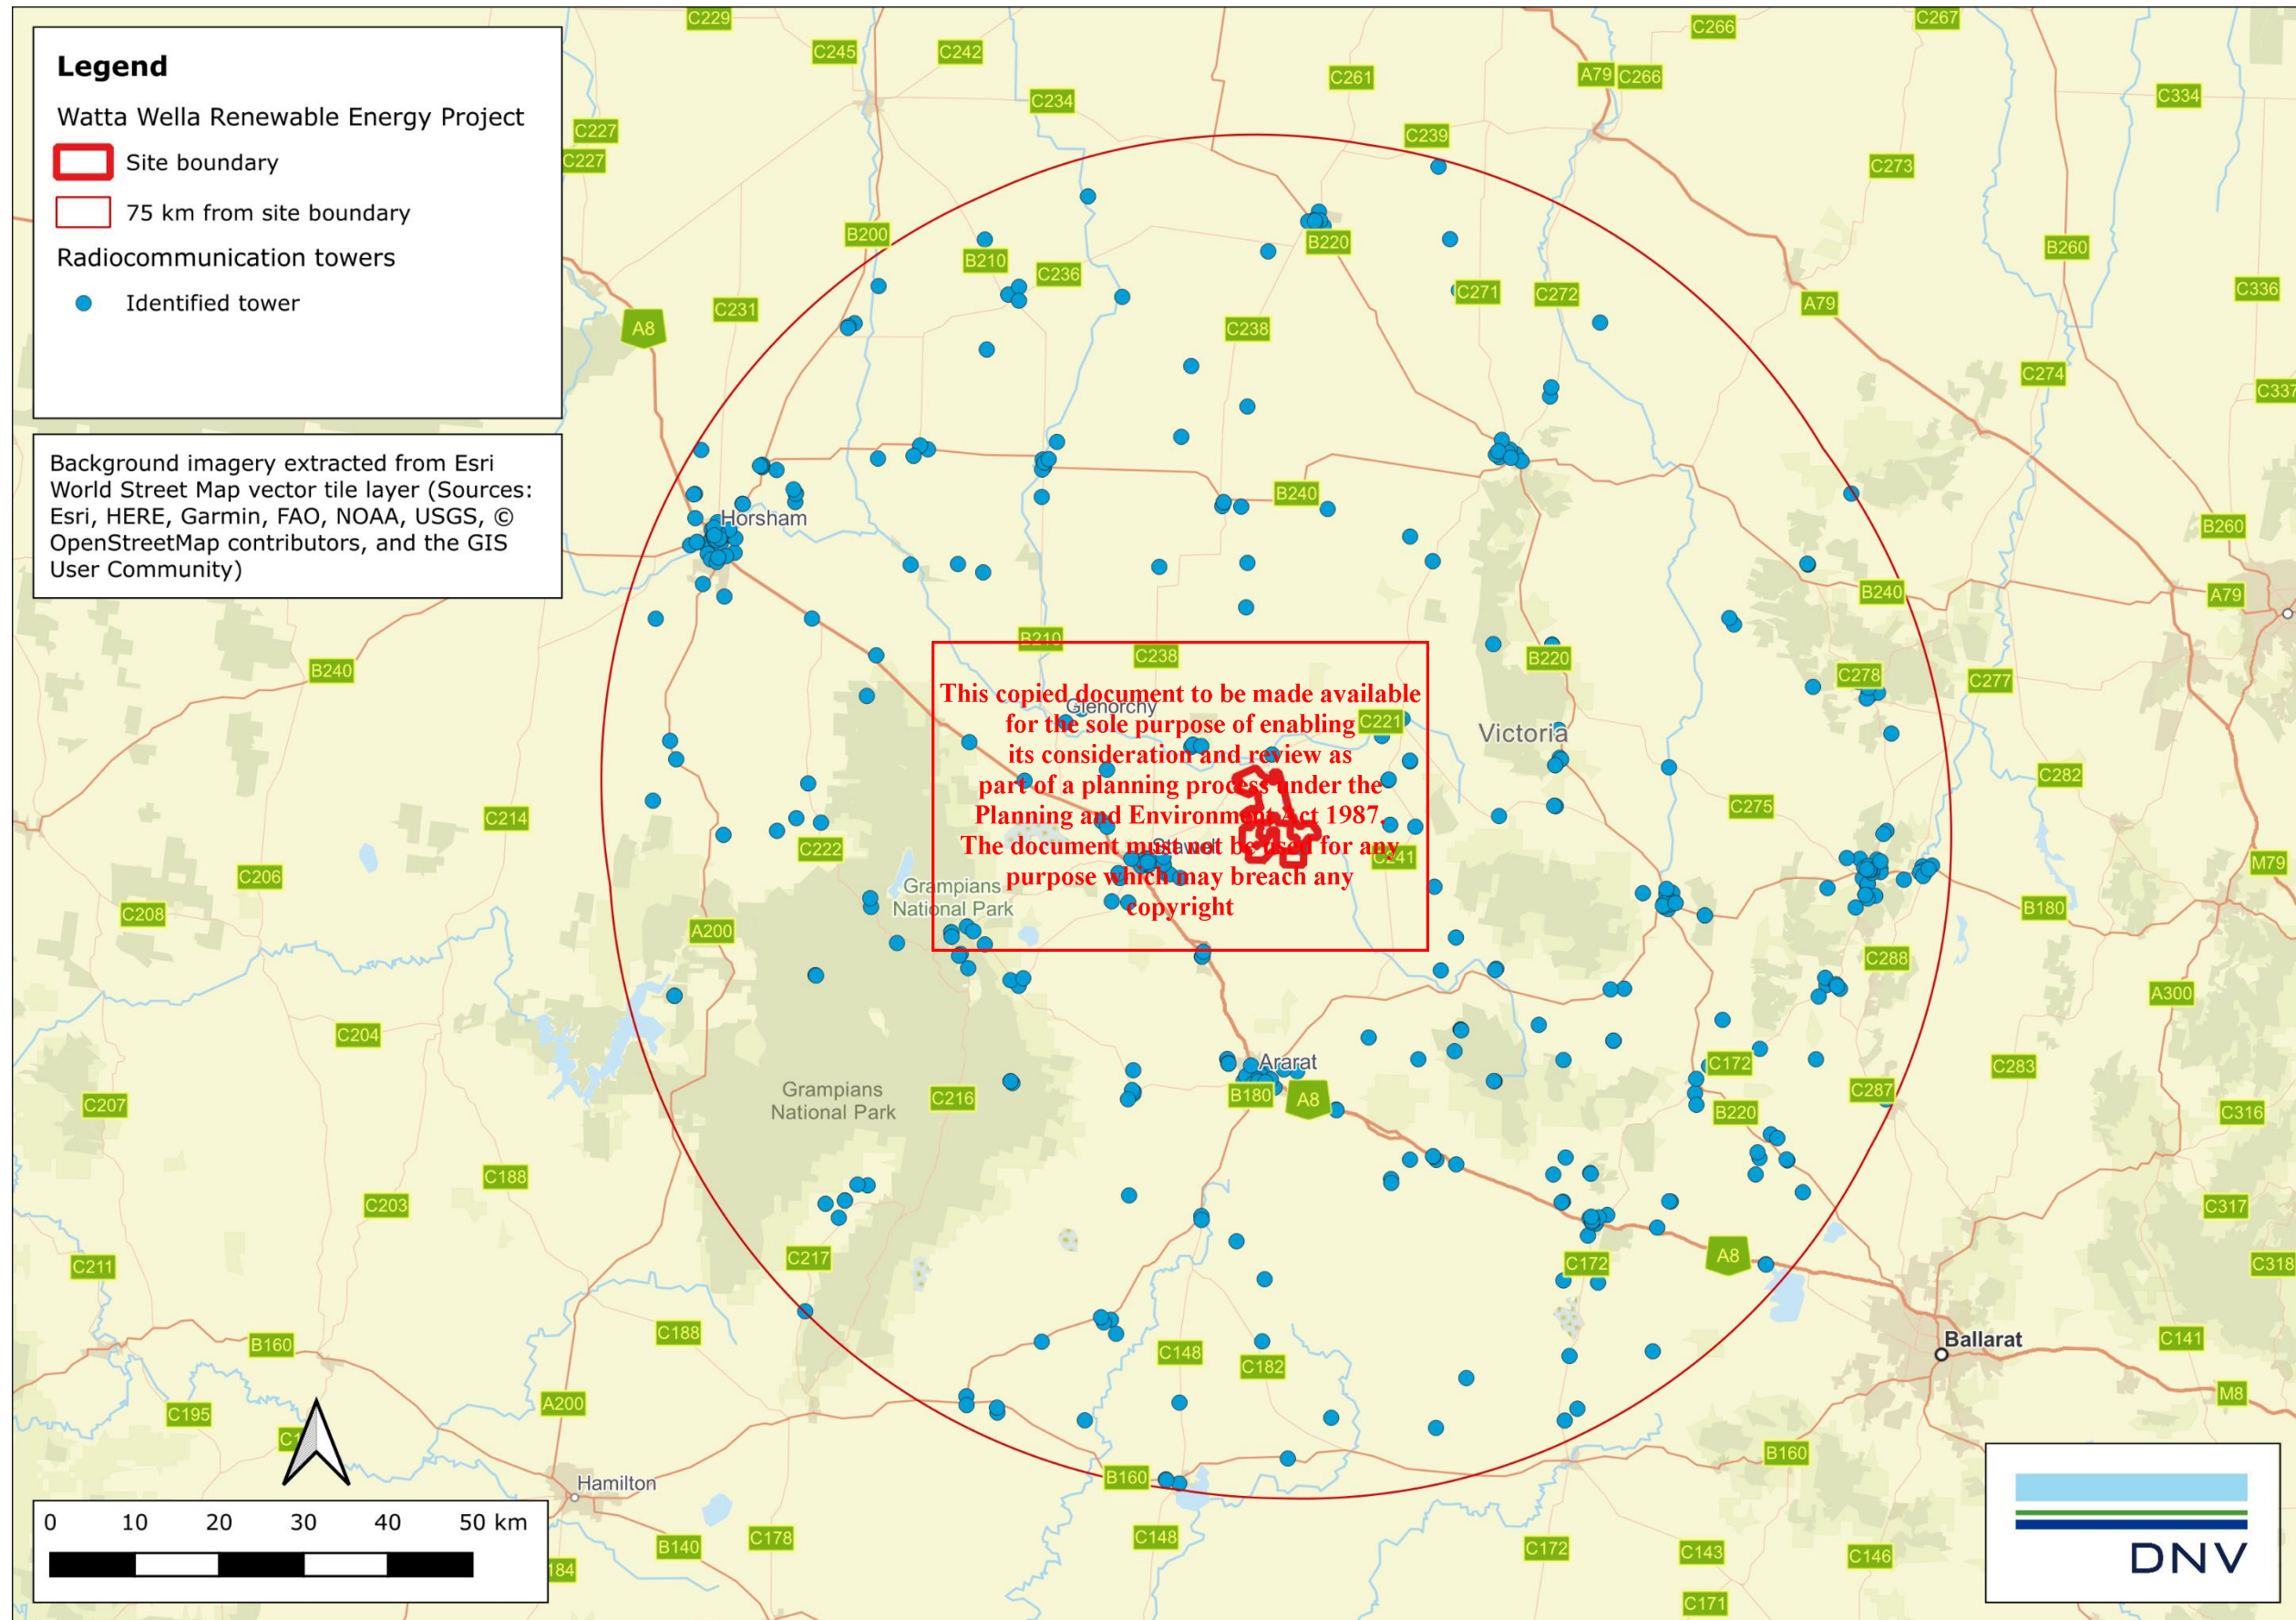 Legend
Watta Wella Renewable Energy Project
Site boundary
75 km from site boundary
Radiocommunication towers
Identified tower
Background imagery extracted from Esri
World Street Map vector tile layer (Sources:
Esri, HERE, Garmin, FAO, NOAA, USGS, ©
OpenStreetMap contributors, and the GIS
User Community)
C229
C245
C242
C234
C261
A79
C266
C266
C267
C334
C227
C227
C239
C273
B200
B210
C236
B220
C271
C272
B260
C336
A79
C231
A8
C238
C274
C337
Horsham
B240
B260
B240
A79
B240
B210
C238
B220
C278
C277
This copied document to be made available
for the sole purpose of enabling
its consideration and review as
part of a planning process under the
Planning and Environment Act 1987.
The document must not be used for any
purpose which may breach any
copyright
Glenorchy
C221
Victoria
Stawell
C241
C282
C275
C214
C222
C206
C208
Grampians
National Park
A200
M79
B180
C288
A300
C204
Ararat
B180
A8
C172
C283
C287
B220
C316
C207
Grampians
National Park
C216
C188
C203
C317
C211
C217
C172
A8
C318
C188
B160
C148
C182
Ballarat
C141
A200
C195
M8
B160
B160
Hamilton
0 10 20 30 40 50 km
B140
C178
C148
C172
C143
C146
184
C171
DNV